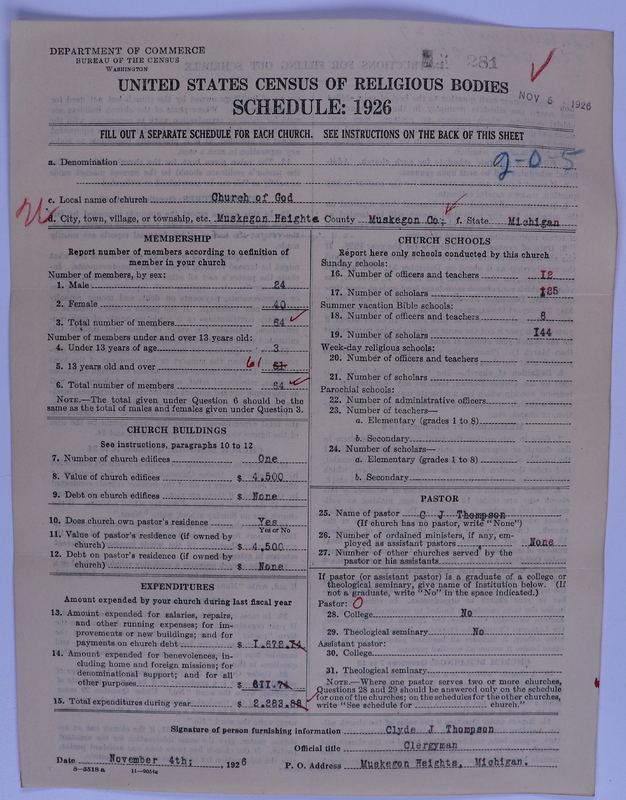 DEPARTMENT OF COMMERCE
BUREAU OF THE CENSUS
WASHINGTON
281
UNITED STATES CENSUS OF RELIGIOUS BODIES
SCHEDULE: 1926
NOV 6 1926
FILL OUT A SEPARATE SCHEDULE FOR EACH CHURCH. SEE INSTRUCTIONS ON THE BACK OF THIS SHEET
a. Denomination
2-0-5
c. Local name of church Church of God
d. City, town, village, or township, etc. Muskegon Heights County Muskegon Co. f. State Michigan
MEMBERSHIP
Report number of members according to definition of
member in your church
Number of members, by sex:
1. Male 24
2. Female 40
3. Total number of members 64
Number of members under and over 13 years old:
4. Under 13 years of age 3
5. 13 years old and over 61 61
6. Total number of members 64
NOTE.—The total given under Question 6 should be
same as the total of males and females given under Question 3.
CHURCH BUILDINGS
See instructions, paragraphs 10 to 12
7. Number of church edifices One
8. Value of church edifices $ 4,500
9. Debt on church edifices $ None
10. Does church own pastor's residence Yes
Yes or No
11. Value of pastor's residence (if owned by
church) $ 4,500
12. Debt on pastor's residence (if owned by
church) $ None
EXPENDITURES
Amount expended by your church during last fiscal year
13. Amount expended for salaries, repairs,
and other running expenses; for im-
provements or new buildings; and for
payments on church debt $ 1,672.14
14. Amount expended for benevolences, in-
cluding home and foreign missions; for
denominational support; and for all
other purposes $ 611.74
15. Total expenditures during year $ 2,283.88
CHURCH SCHOOLS
Report here only schools conducted by this church
Sunday schools:
16. Number of officers and teachers 12
17. Number of scholars 125
Summer vacation Bible schools:
18. Number of officers and teachers 8
19. Number of scholars 144
Week-day religious schools:
20. Number of officers and teachers
21. Number of scholars
Parochial schools:
22. Number of administrative officers
23. Number of teachers—
a. Elementary (grades 1 to 8)
b. Secondary
24. Number of scholars—
a. Elementary (grades 1 to 8)
b. Secondary
PASTOR
25. Name of pastor C J Thompson
(If church has no pastor, write "None")
26. Number of ordained ministers, if any, em-
ployed as assistant pastors None
27. Number of other churches served by the
pastor or his assistants
If pastor (or assistant pastor) is a graduate of a college or
theological seminary, give name of institution below. (If
not a graduate, write "No" in the space indicated.)
Pastor: 0
28. College No
29. Theological seminary No
Assistant pastor:
30. College
31. Theological seminary
NOTE.—Where one pastor serves two or more churches,
Questions 28 and 29 should be answered only on the schedule
for one of the churches; on the schedules for the other churches,
write "See schedule for church."
Signature of person furnishing information Clyde J Thompson
Official title Clergyman
Date November 4th; , 1926 P. O. Address Muskegon Heights, Michigan.
8—5518 a 11—9054g